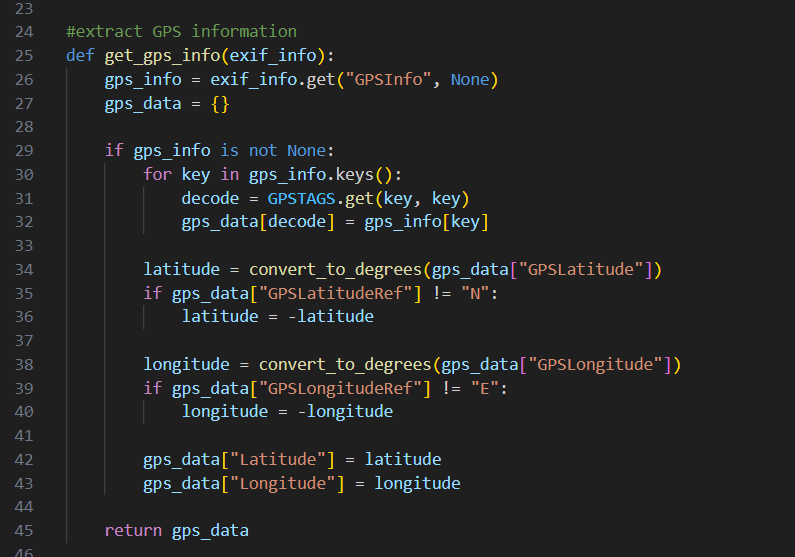 23
24 #extract GPS information
25 def get_gps_info(exif_info):
26     gps_info = exif_info.get("GPSInfo", None)
27     gps_data = {}
28
29     if gps_info is not None:
30         for key in gps_info.keys():
31             decode = GPSTAGS.get(key, key)
32             gps_data[decode] = gps_info[key]
33
34         latitude = convert_to_degrees(gps_data["GPSLatitude"])
35         if gps_data["GPSLatitudeRef"] != "N":
36             latitude = -latitude
37
38         longitude = convert_to_degrees(gps_data["GPSLongitude"])
39         if gps_data["GPSLongitudeRef"] != "E":
40             longitude = -longitude
41
42         gps_data["Latitude"] = latitude
43         gps_data["Longitude"] = longitude
44
45     return gps_data
46